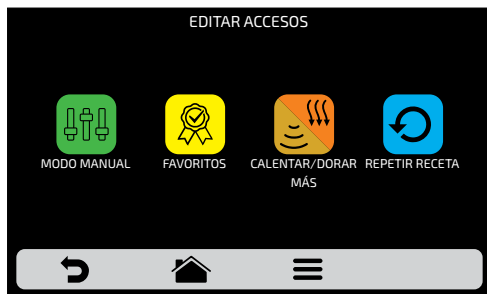 EDITAR ACCESOS
MODO MANUAL
FAVORITOS
CALENTAR/DORAR
MÁS
REPETIR RECETA